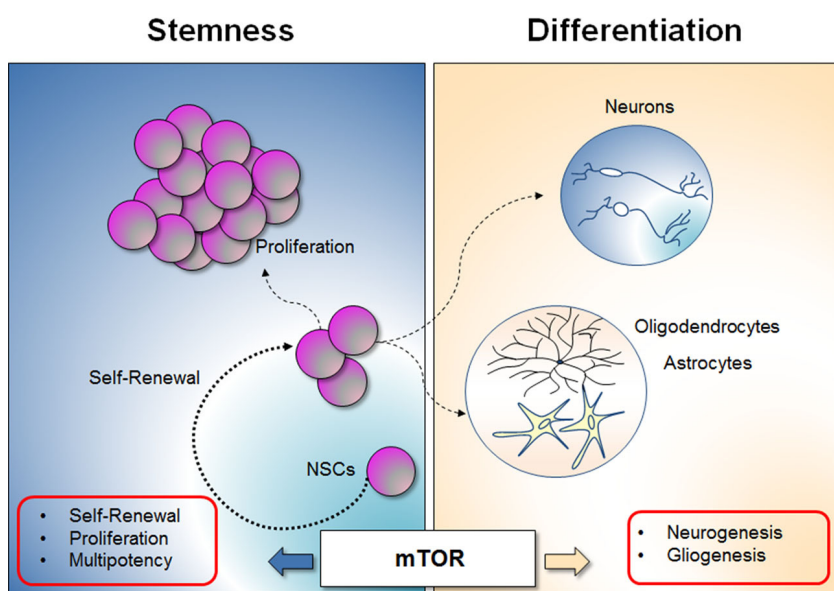 Stemness
Differentiation
Neurons
Proliferation
Oligodendrocytes
Astrocytes
Self-Renewal
NSCs
• Self-Renewal
• Proliferation
• Multipotency
mTOR
• Neurogenesis
• Gliogenesis